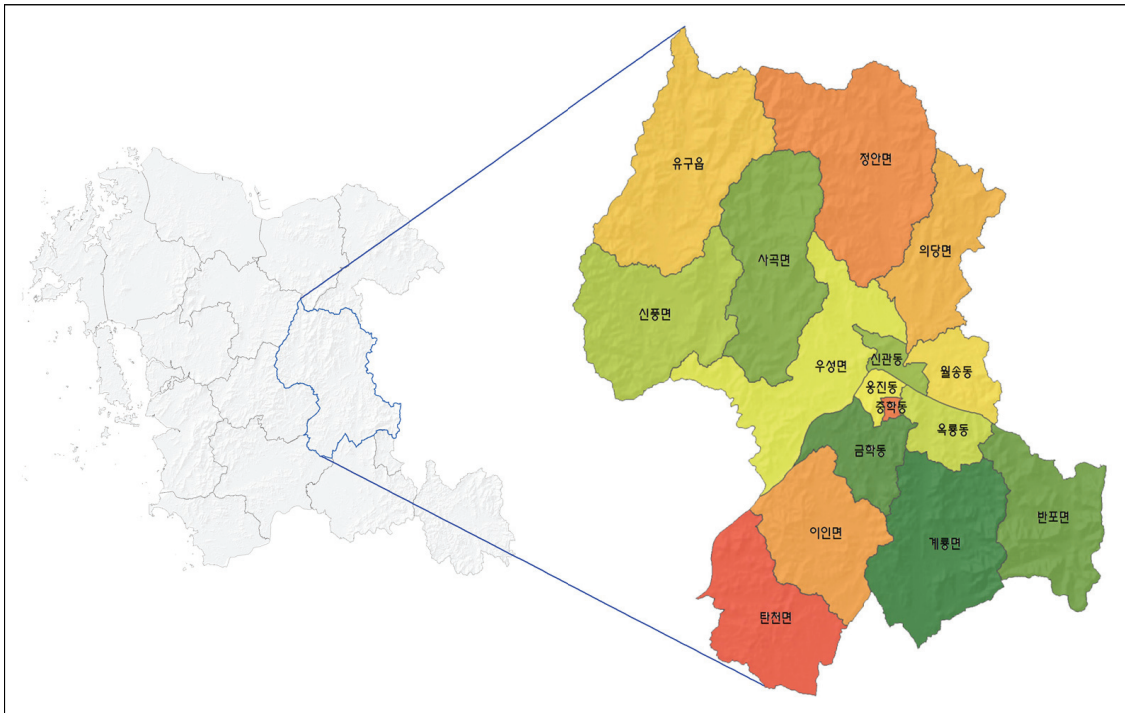 유구읍
정안면
의당면
사곡면
신풍면
우성면
신관동
월송동
웅진동
중학동
옥룡동
금학동
반포면
이인면
계룡면
탄천면